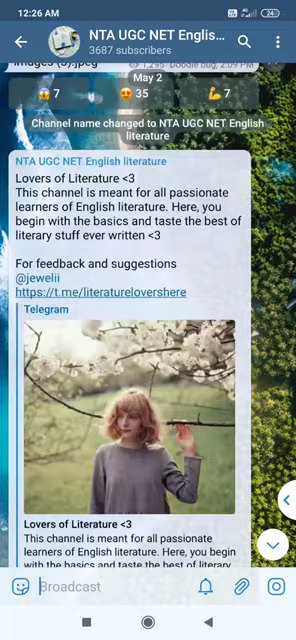 12:26 AM
4G
24
NTA UGC NET Englis...
3687 subscribers
images (3).jpeg
1,295 Doodle bug, 2:09 PM
May 2
😱 7
😍 35
💪 7
Channel name changed to NTA UGC NET English
literature
NTA UGC NET English literature
Lovers of Literature <3
This channel is meant for all passionate
learners of English literature. Here, you
begin with the basics and taste the best of
literary stuff ever written <3
For feedback and suggestions
@jewelii
https://t.me/literaturelovershere
Telegram
Lovers of Literature <3
This channel is meant for all passionate
learners of English literature. Here, you begin
with the basics and taste the best of literary
Broadcast